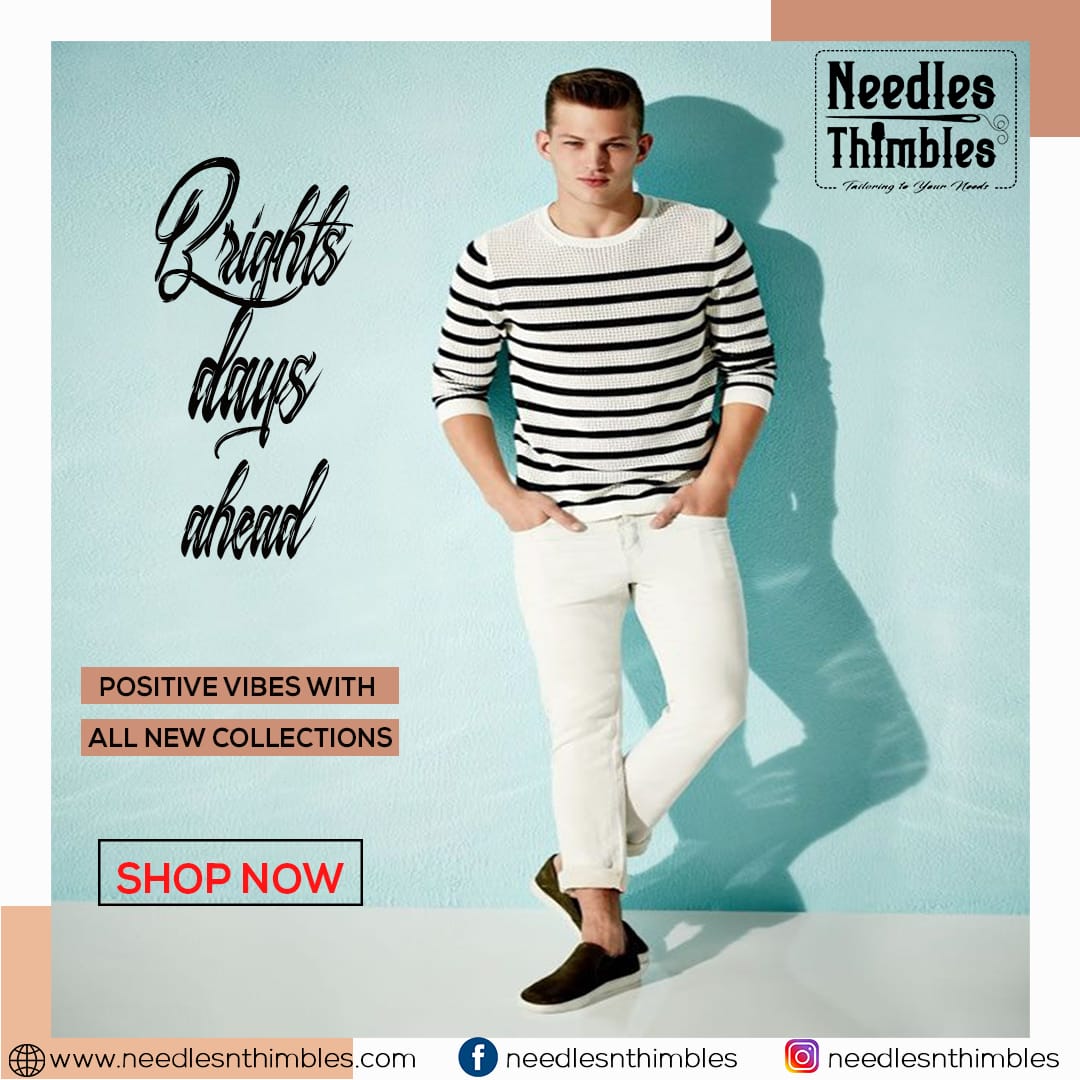 Needles
Thimbles
Tailoring to Your Needs
Brights
days
ahead
POSITIVE VIBES WITH
ALL NEW COLLECTIONS
SHOP NOW
www.needlesnthimbles.com
needlesnthimbles
needlesnthimbles